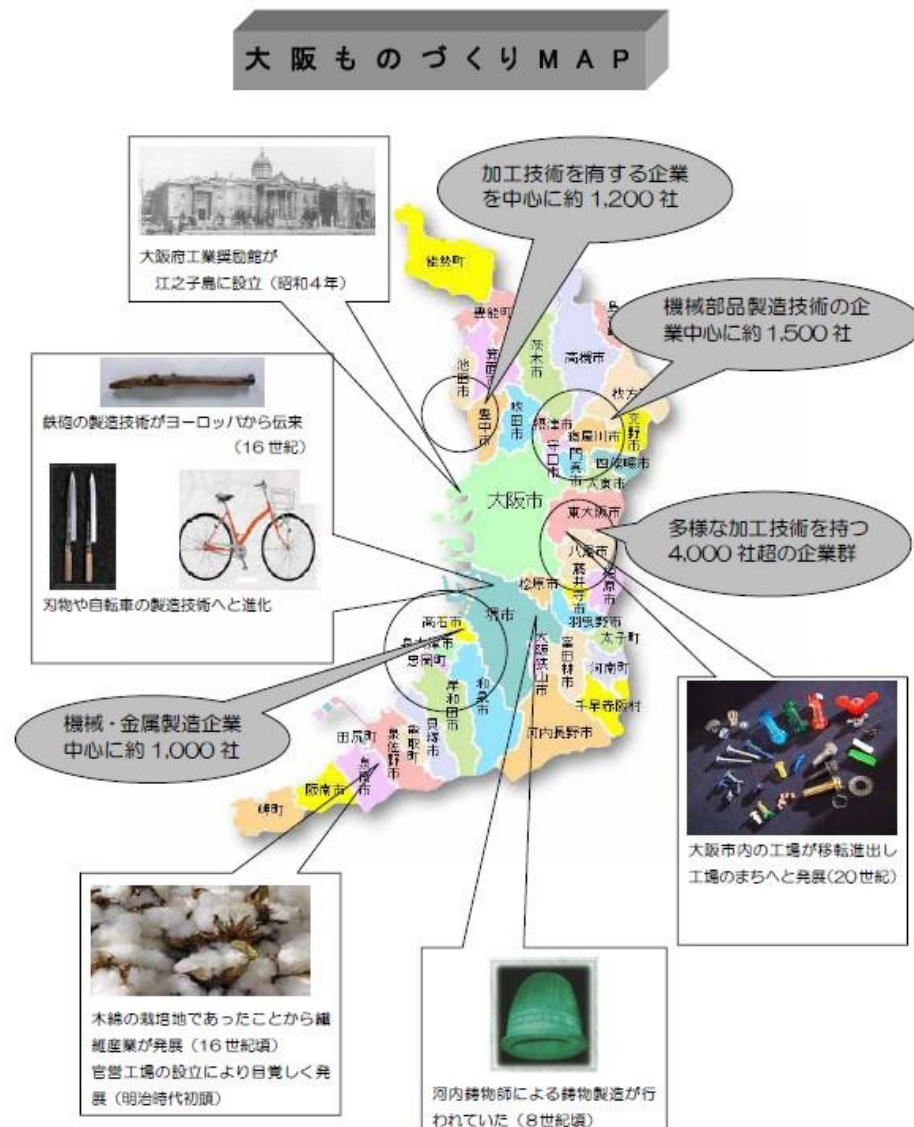 大阪ものづくりMAP
大阪府工業奨励館が
江之子島に設立（昭和４年）
加工技術を有する企業
を中心に約1,200社
機械部品製造技術の企
業中心に約1,500社
鉄砲の製造技術がヨーロッパから伝来
（16世紀）
刃物や自転車の製造技術へと進化
多様な加工技術を持つ
4,000社超の企業群
機械・金属製造企業
中心に約1,000社
能勢町
豊能町
池田市
茨木市
高槻市
豊中市
吹田市
摂津市
寝屋川市
交野市
守口市
門真市
四條畷市
大東市
大阪市
東大阪市
八尾市
松原市
藤井寺市
堺市
羽曳野市
高石市
太子町
忠岡町
大阪狭山市
富田林市
河南町
千早赤阪村
和泉市
岸和田市
貝塚市
熊取町
泉佐野市
田尻町
泉南市
河内長野市
阪南市
岬町
大阪市内の工場が移転進出し
工場のまちへと発展(20世紀)
木綿の栽培地であったことから繊
維産業が発展（16世紀頃）
官営工場の設立により目覚しく発
展（明治時代初頭）
河内鋳物師による鋳物製造が行
われていた（８世紀頃）